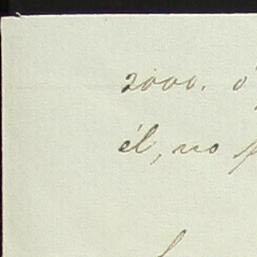 2000. ó
él, no